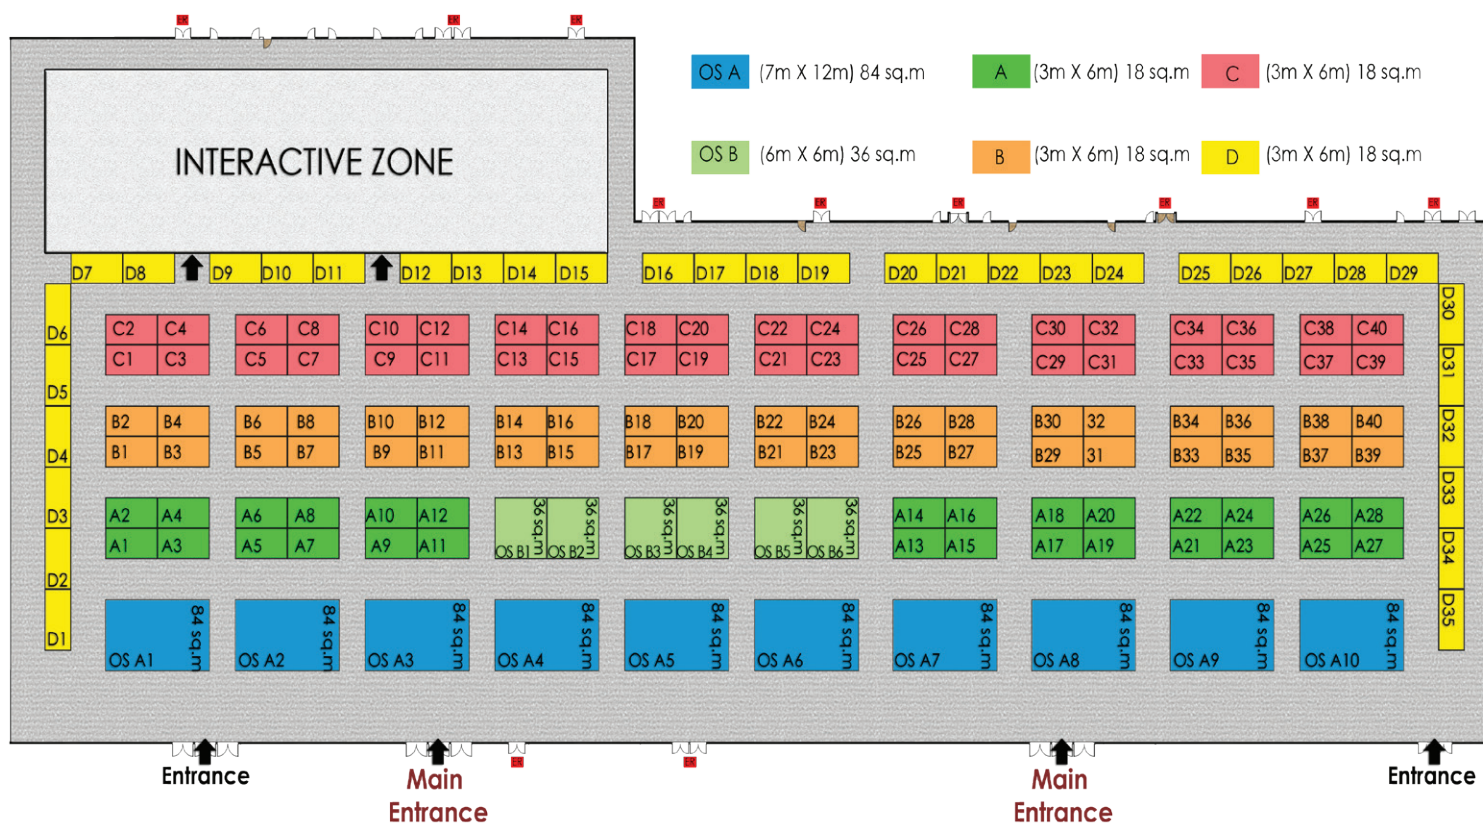 ER ER ER
OS A (7m X 12m) 84 sq.m A (3m X 6m) 18 sq.m C (3m X 6m) 18 sq.m
OS B (6m X 6m) 36 sq.m B (3m X 6m) 18 sq.m D (3m X 6m) 18 sq.m
INTERACTIVE ZONE
ER ER ER ER ER ER
D7 D8 D9 D10 D11 D12 D13 D14 D15 D16 D17 D18 D19 D20 D21 D22 D23 D24 D25 D26 D27 D28 D29
D30
D6 C2 C4 C6 C8 C10 C12 C14 C16 C18 C20 C22 C24 C26 C28 C30 C32 C34 C36 C38 C40
C1 C3 C5 C7 C9 C11 C13 C15 C17 C19 C21 C23 C25 C27 C29 C31 C33 C35 C37 C39 D31
D5
B2 B4 B6 B8 B10 B12 B14 B16 B18 B20 B22 B24 B26 B28 B30 32 B34 B36 B38 B40 D32
D4 B1 B3 B5 B7 B9 B11 B13 B15 B17 B19 B21 B23 B25 B27 B29 31 B33 B35 B37 B39
D33
D3 A2 A4 A6 A8 A10 A12 36 sq.m 36 sq.m 36 sq.m 36 sq.m 36 sq.m 36 sq.m A14 A16 A18 A20 A22 A24 A26 A28
A1 A3 A5 A7 A9 A11 OS B1 OS B2 OS B3 OS B4 OS B5 OS B6 A13 A15 A17 A19 A21 A23 A25 A27 D34
D2
D1 84 sq.m 84 sq.m 84 sq.m 84 sq.m 84 sq.m 84 sq.m 84 sq.m 84 sq.m 84 sq.m 84 sq.m D35
OS A1 OS A2 OS A3 OS A4 OS A5 OS A6 OS A7 OS A8 OS A9 OS A10
ER ER
Entrance Main Main Entrance
Entrance Entrance